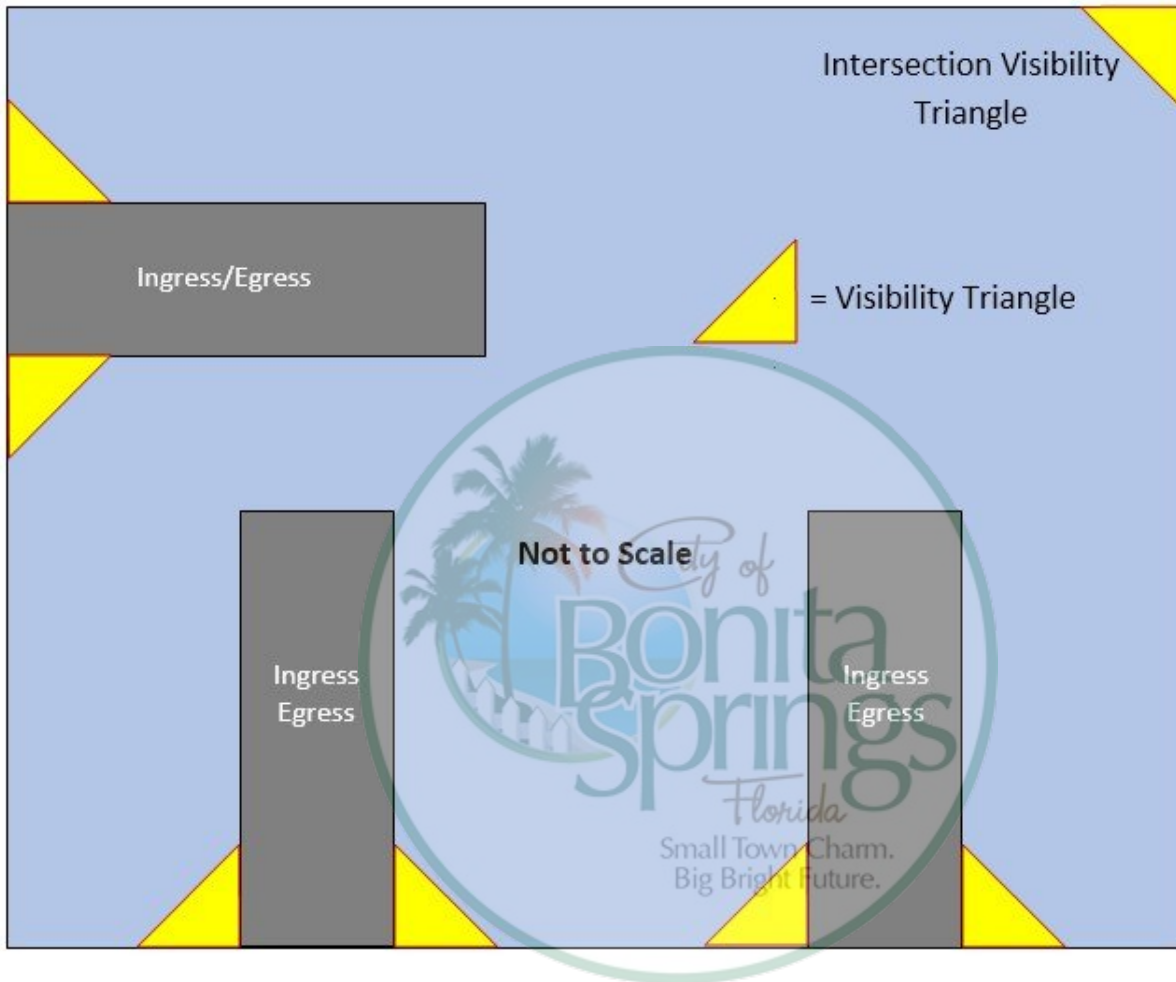 Intersection Visibility
Triangle
Ingress/Egress
= Visibility Triangle
Not to Scale
City of
Bonita
Springs
Florida
Small Town Charm.
Big Bright Future.
Ingress
Egress
Ingress
Egress